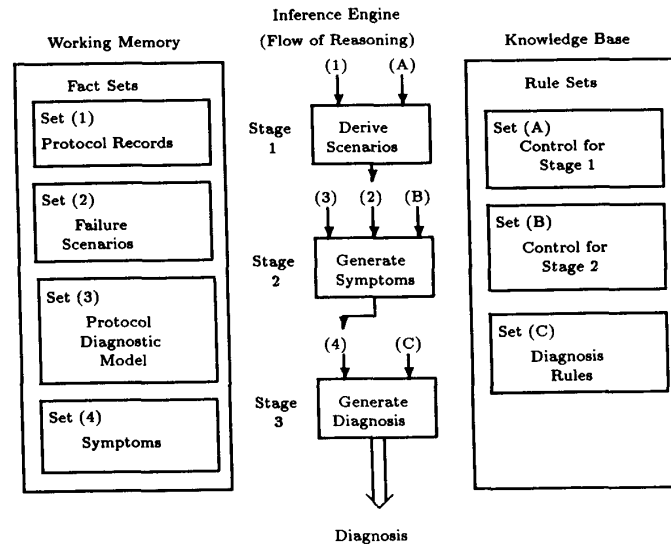 Inference Engine
(Flow of Reasoning)
Working Memory
Knowledge Base
Fact Sets
Set (1)
Protocol Records
Set (2)
Failure
Scenarios
Set (3)
Protocol
Diagnostic
Model
Set (4)
Symptoms
(1)
(A)
Stage
1
Derive
Scenarios
(3)
(2)
(B)
Stage
2
Generate
Symptoms
(4)
(C)
Stage
3
Generate
Diagnosis
Diagnosis
Rule Sets
Set (A)
Control for
Stage 1
Set (B)
Control for
Stage 2
Set (C)
Diagnosis
Rules